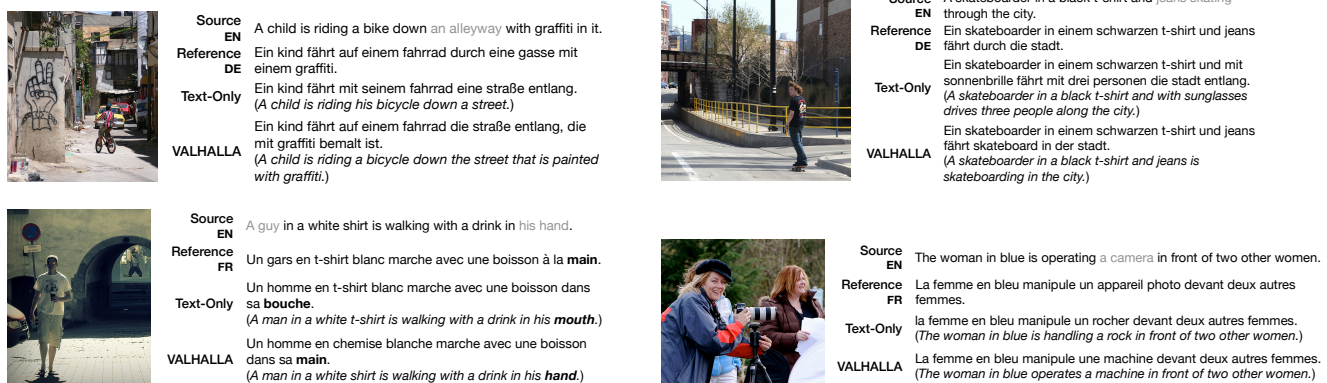 Source
EN
A child is riding a bike down an alleyway with graffiti in it.
Reference
DE
Ein kind fährt auf einem fahrrad durch eine gasse mit
einem graffiti.
Text-Only
Ein kind fährt mit seinem fahrrad eine straße entlang.
(A child is riding his bicycle down a street.)
VALHALLA
Ein kind fährt auf einem fahrrad die straße entlang, die
mit graffiti bemalt ist.
(A child is riding a bicycle down the street that is painted
with graffiti.)
Source
EN
A skateboarder in a black t-shirt and jeans skating
through the city.
Reference
DE
Ein skateboarder in einem schwarzen t-shirt und jeans
fährt durch die stadt.
Text-Only
Ein skateboarder in einem schwarzen t-shirt und mit
sonnenbrille fährt mit drei personen die stadt entlang.
(A skateboarder in a black t-shirt and with sunglasses
drives three people along the city.)
VALHALLA
Ein skateboarder in einem schwarzen t-shirt und jeans
fährt skateboard in der stadt.
(A skateboarder in a black t-shirt and jeans is
skateboarding in the city.)
Source
EN
A guy in a white shirt is walking with a drink in his hand.
Reference
FR
Un gars en t-shirt blanc marche avec une boisson à la main.
Text-Only
Un homme en t-shirt blanc marche avec une boisson dans
sa bouche.
(A man in a white t-shirt is walking with a drink in his mouth.)
VALHALLA
Un homme en chemise blanche marche avec une boisson
dans sa main.
(A man in a white shirt is walking with a drink in his hand.)
Source
EN
The woman in blue is operating a camera in front of two other women.
Reference
FR
La femme en bleu manipule un appareil photo devant deux autres
femmes.
Text-Only
la femme en bleu manipule un rocher devant deux autres femmes.
(The woman in blue is handling a rock in front of two other women.)
VALHALLA
La femme en bleu manipule une machine devant deux autres femmes.
(The woman in blue operates a machine in front of two other women.)